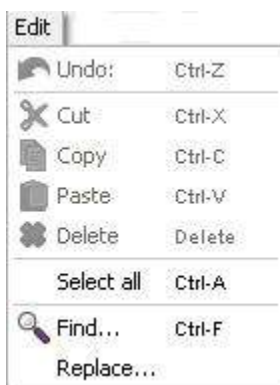 Edit
Undo: Ctrl-Z
Cut Ctrl-X
Copy Ctrl-C
Paste Ctrl-V
Delete Delete
Select all Ctrl-A
Find... Ctrl-F
Replace...